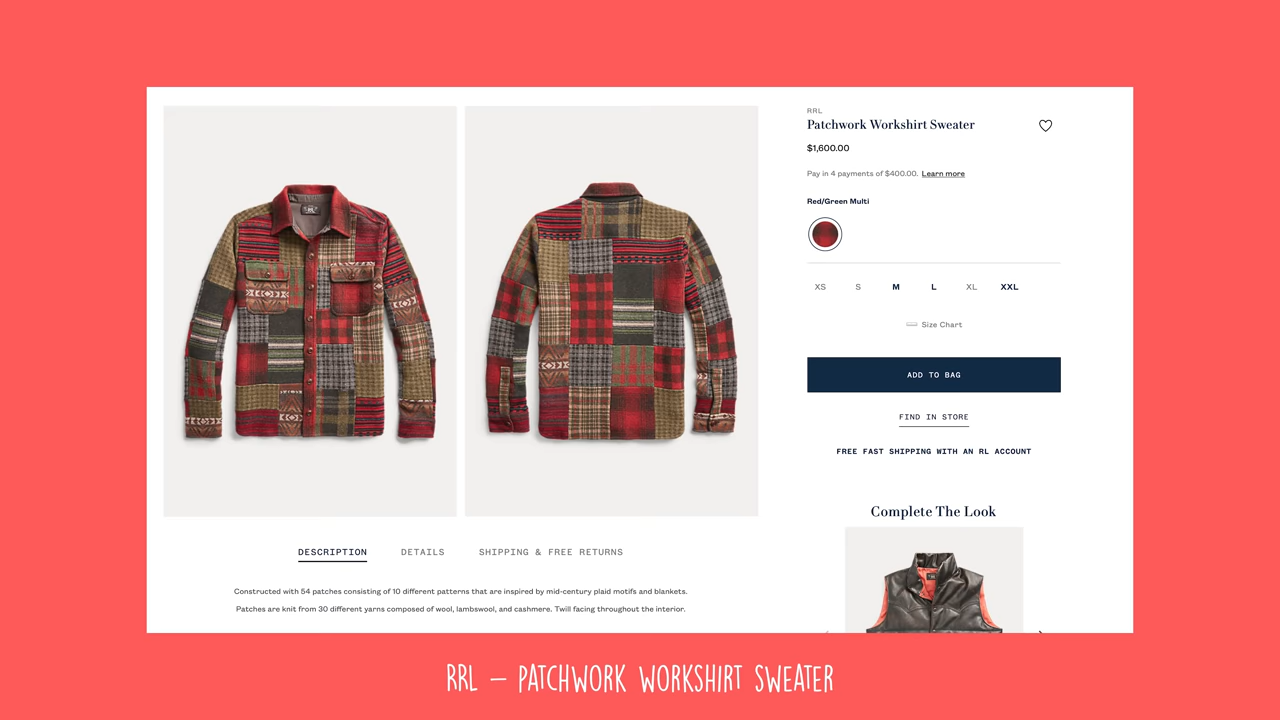 RRL
Patchwork Workshirt Sweater
$1,600.00
Pay in 4 payments of $400.00. Learn more
Red/Green Multi
XS S M L XL XXL
Size Chart
ADD TO BAG
FIND IN STORE
FREE FAST SHIPPING WITH AN RL ACCOUNT
Complete The Look
DESCRIPTION DETAILS SHIPPING & FREE RETURNS
Constructed with 54 patches consisting of 10 different patterns that are inspired by mid-century plaid motifs and blankets.
Patches are knit from 30 different yarns composed of wool, lambswool, and cashmere. Twill facing throughout the interior.
RRL – PATCHWORK WORKSHIRT SWEATER